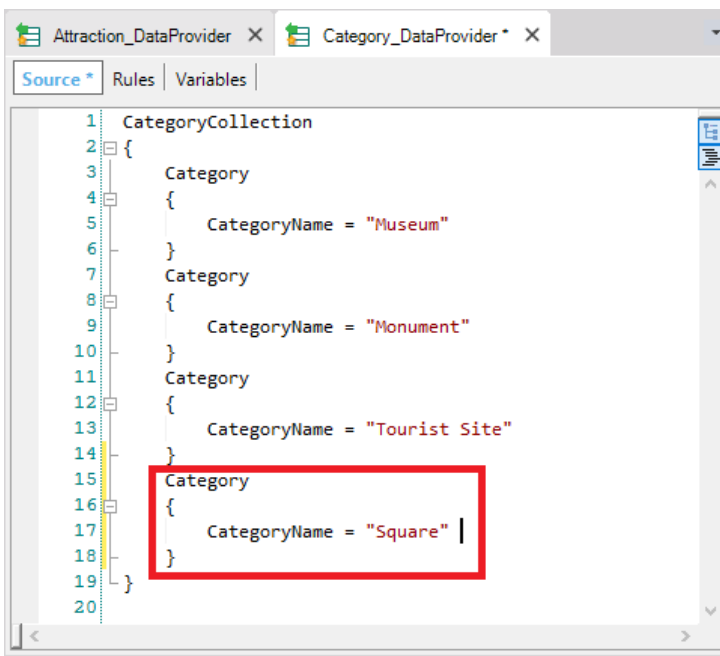 Attraction_DataProvider Category_DataProvider *
Source * Rules Variables
1 CategoryCollection
2 {
3 Category
4 {
5 CategoryName = "Museum"
6 }
7 Category
8 {
9 CategoryName = "Monument"
10 }
11 Category
12 {
13 CategoryName = "Tourist Site"
14 }
15 Category
16 {
17 CategoryName = "Square"
18 }
19 }
20